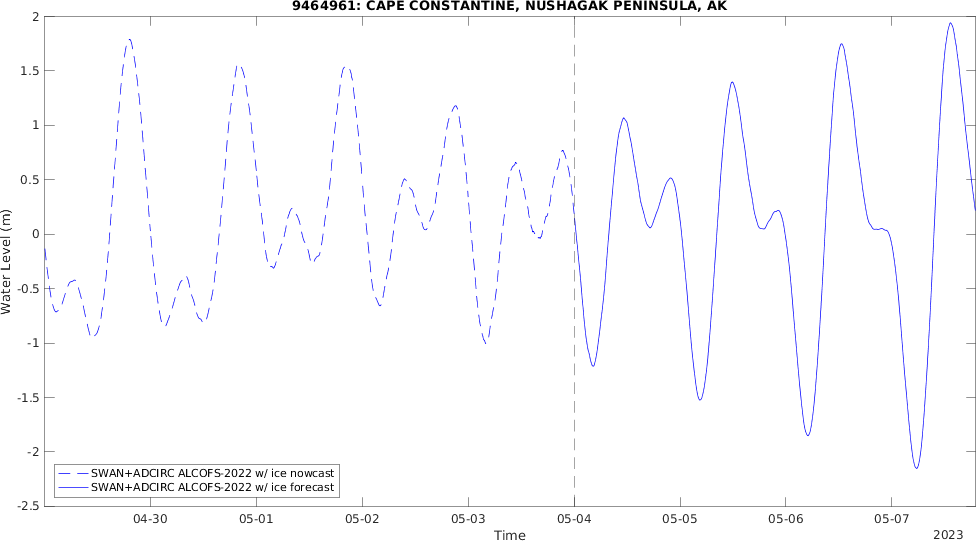 9464961: CAPE CONSTANTINE, NUSHAGAK PENINSULA, AK
2
1.5
1
0.5
0
-0.5
-1
-1.5
-2
-2.5
Water Level (m)
SWAN+ADCIRC ALCOFS-2022 w/ ice nowcast
SWAN+ADCIRC ALCOFS-2022 w/ ice forecast
04-30 05-01 05-02 05-03 05-04 05-05 05-06 05-07
Time
2023